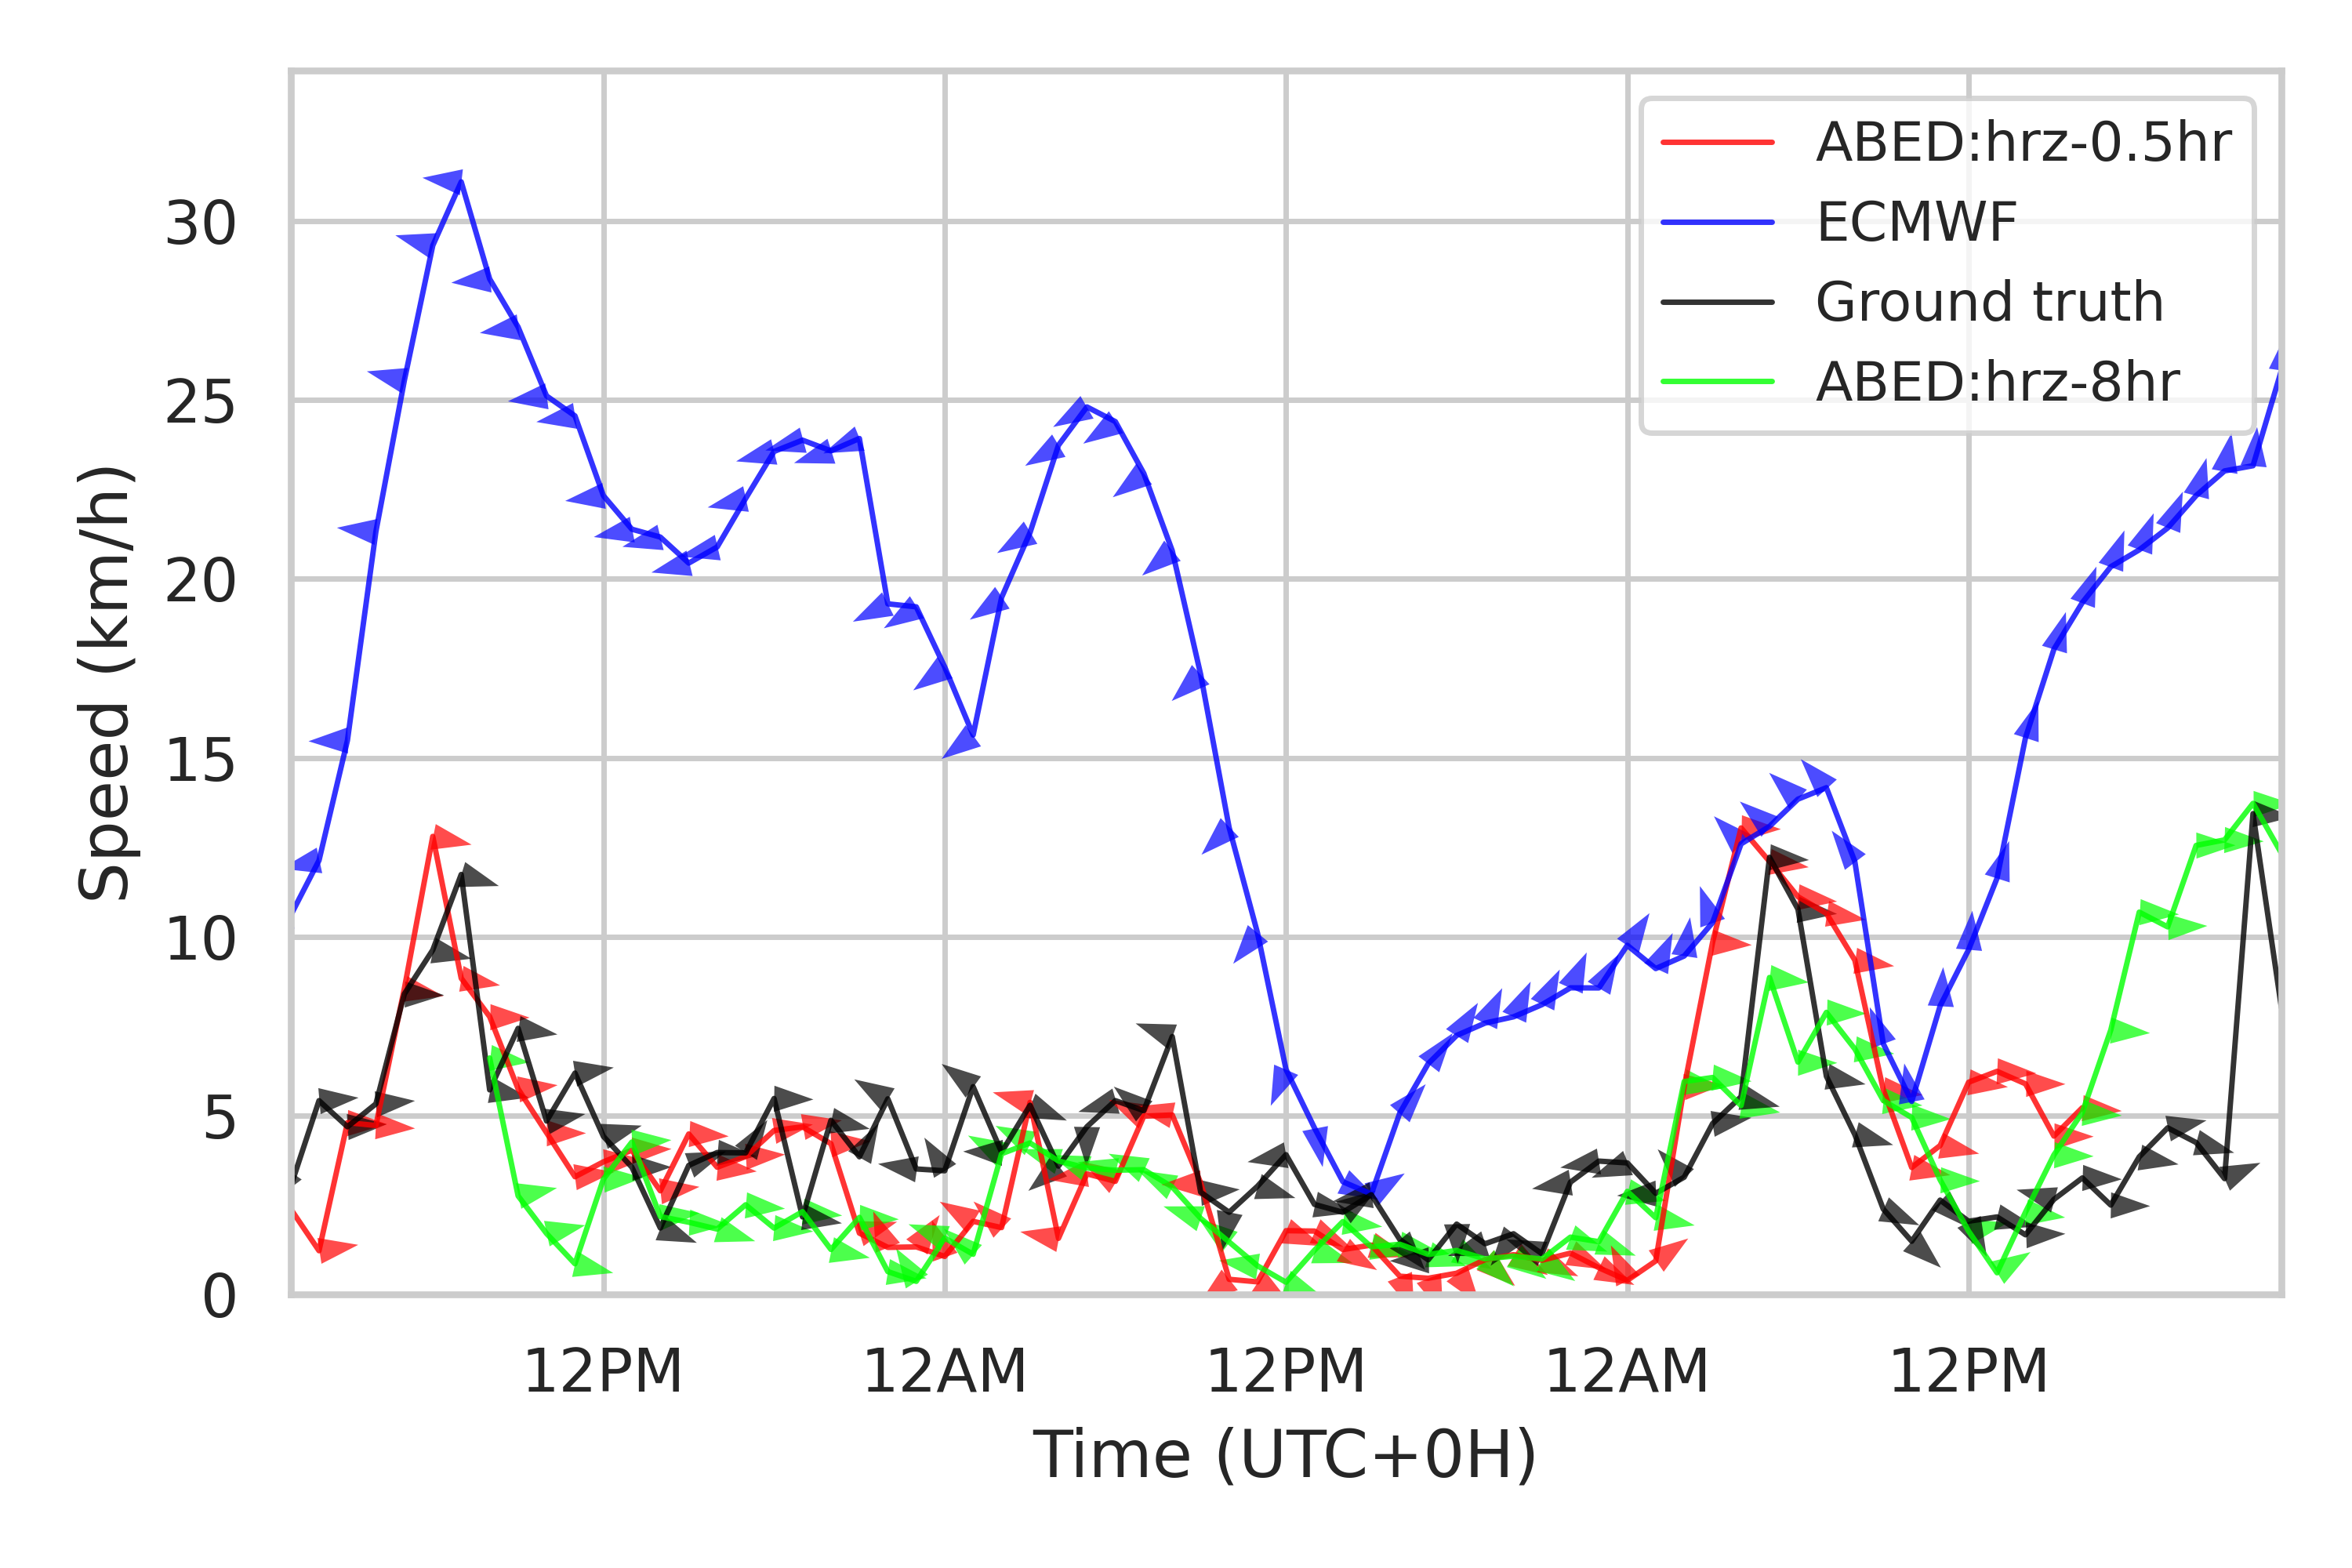 ABED:hrz-0.5hr
ECMWF
Ground truth
ABED:hrz-8hr
Speed (km/h)
30
25
20
15
10
5
0
12PM 12AM 12PM 12AM 12PM
Time (UTC+0H)